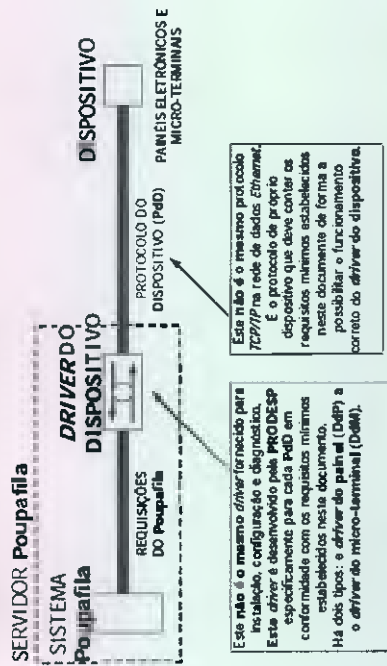 SERVIDOR Poupafila
SISTEMA
Poupafila
REQUISIÇÕES
DO Poupafila
DRIVER DO
DISPOSITIVO
PROTOCOLO DO
DISPOSITIVO (PdD)
DISPOSITIVO
PAINÉIS ELETRÔNICOS E
MICRO-TERMINAIS
Este não é o mesmo driver fornecido para
instalação, configuração e diagnóstico.
Este driver é desenvolvido pela PRODESP
especificamente para cada PdD em
conformidade com os requisitos mínimos
estabelecidos neste documento.
Há dois tipos: o driver do painel (DdP) e
o driver do micro-terminal (DdM).
Este não é o mesmo protocolo
TCP/IP na rede de dados Ethernet.
É o protocolo de próprio
dispositivo que deve conter os
requisitos mínimos estabelecidos
neste documento de forma a
possibilitar o funcionamento
correto do driver do dispositivo.